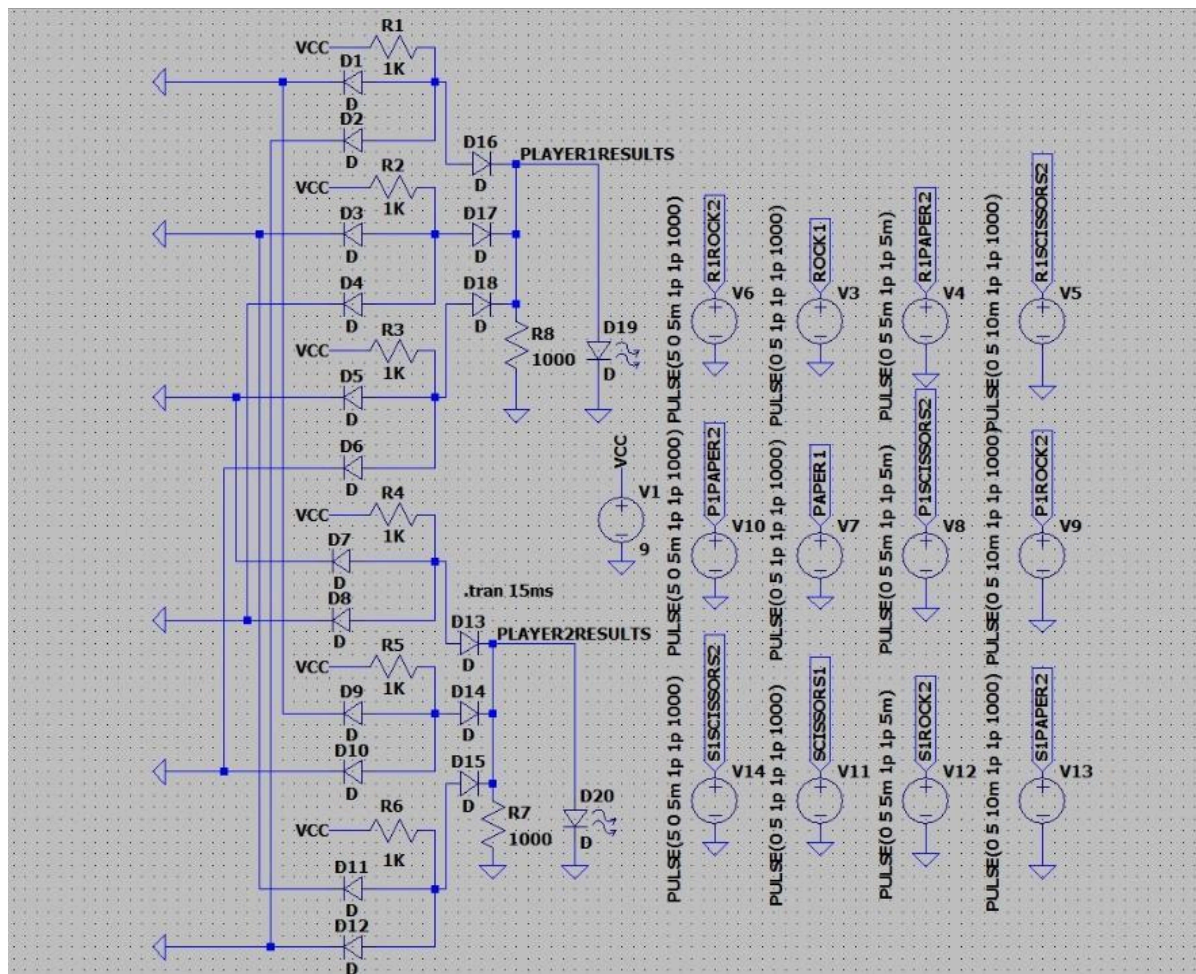 R1
VCC
1K
D1
D
D2
D
R2
VCC
1K
D3
D
D4
D
R3
VCC
1K
D5
D
D6
D
R4
VCC
1K
D7
D
D8
D
R5
VCC
1K
D9
D
D10
D
R6
VCC
1K
D11
D
D12
D
D16
D
PLAYER1RESULTS
D17
D
D18
D
R8
1000
D19
D
.tran 15ms
D13
D
PLAYER2RESULTS
D14
D
D15
D
R7
1000
D20
D
VCC
V1
9
PULSE(5 0 5m 1p 1p 1000)
R1ROCK2
V6
PULSE(0 5 1p 1p 1p 1000)
ROCK1
V3
PULSE(0 5 5m 1p 1p 5m)
R1PAPER2
V4
PULSE(0 5 10m 1p 1p 1000)
R1SCISSORS2
V5
PULSE(5 0 5m 1p 1p 1000)
P1PAPER2
V10
PULSE(0 5 1p 1p 1p 1000)
PAPER1
V7
PULSE(0 5 5m 1p 1p 5m)
P1SCISSORS2
V8
PULSE(0 5 10m 1p 1p 1000)
P1ROCK2
V9
PULSE(5 0 5m 1p 1p 1000)
S1SCISSORS2
V14
PULSE(0 5 1p 1p 1p 1000)
SCISSORS1
V11
PULSE(0 5 5m 1p 1p 5m)
S1ROCK2
V12
PULSE(0 5 10m 1p 1p 1000)
S1PAPER2
V13